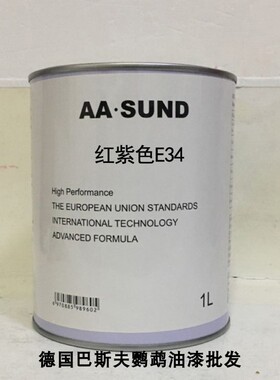 AA·SUND
红紫色E34
High Performance
THE EUROPEAN UNION STANDARDS
INTERNATIONAL TECHNOLOGY
ADVANCED FORMULA
1L
德国巴斯夫鹦鹉油漆批发